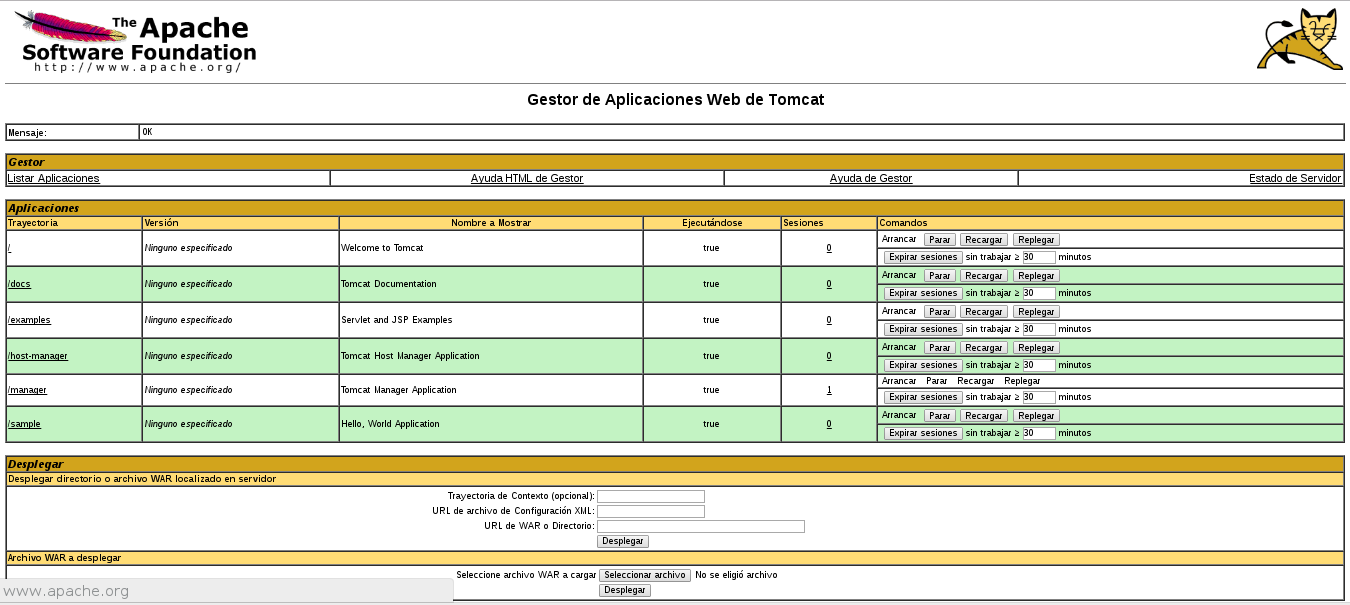 The Apache
Software Foundation
http://www.apache.org/
Gestor de Aplicaciones Web de Tomcat
Mensaje: OK
Gestor
Listar Aplicaciones Ayuda HTML de Gestor Ayuda de Gestor Estado de Servidor
Aplicaciones
Trayectoria Versión Nombre a Mostrar Ejecutándose Sesiones Comandos
/ Ninguno especificado Welcome to Tomcat true 0 Arrancar Parar Recargar Replegar
Expirar sesiones sin trabajar ≥ 30 minutos
/docs Ninguno especificado Tomcat Documentation true 0 Arrancar Parar Recargar Replegar
Expirar sesiones sin trabajar ≥ 30 minutos
/examples Ninguno especificado Servlet and JSP Examples true 0 Arrancar Parar Recargar Replegar
Expirar sesiones sin trabajar ≥ 30 minutos
/host-manager Ninguno especificado Tomcat Host Manager Application true 0 Arrancar Parar Recargar Replegar
Expirar sesiones sin trabajar ≥ 30 minutos
/manager Ninguno especificado Tomcat Manager Application true 1 Arrancar Parar Recargar Replegar
Expirar sesiones sin trabajar ≥ 30 minutos
/sample Ninguno especificado Hello, World Application true 0 Arrancar Parar Recargar Replegar
Expirar sesiones sin trabajar ≥ 30 minutos
Desplegar
Desplegar directorio o archivo WAR localizado en servidor
Trayectoria de Contexto (opcional):
URL de archivo de Configuración XML:
URL de WAR o Directorio:
Desplegar
Archivo WAR a desplegar
Seleccione archivo WAR a cargar Seleccionar archivo No se eligió archivo
Desplegar
www.apache.org